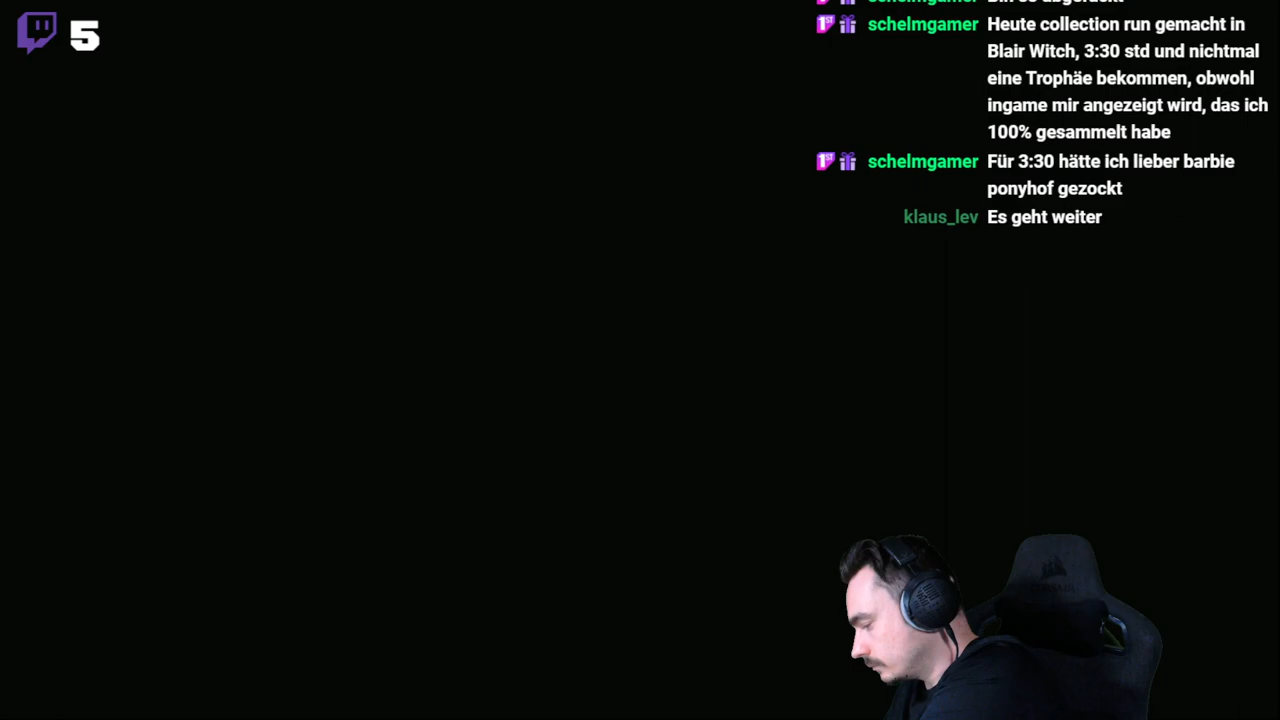 5
schelmgamer Heute collection run gemacht in
Blair Witch, 3:30 std und nichtmal
eine Trophäe bekommen, obwohl
ingame mir angezeigt wird, das ich
100% gesammelt habe
schelmgamer Für 3:30 hätte ich lieber barbie
ponyhof gezockt
klaus_lev Es geht weiter